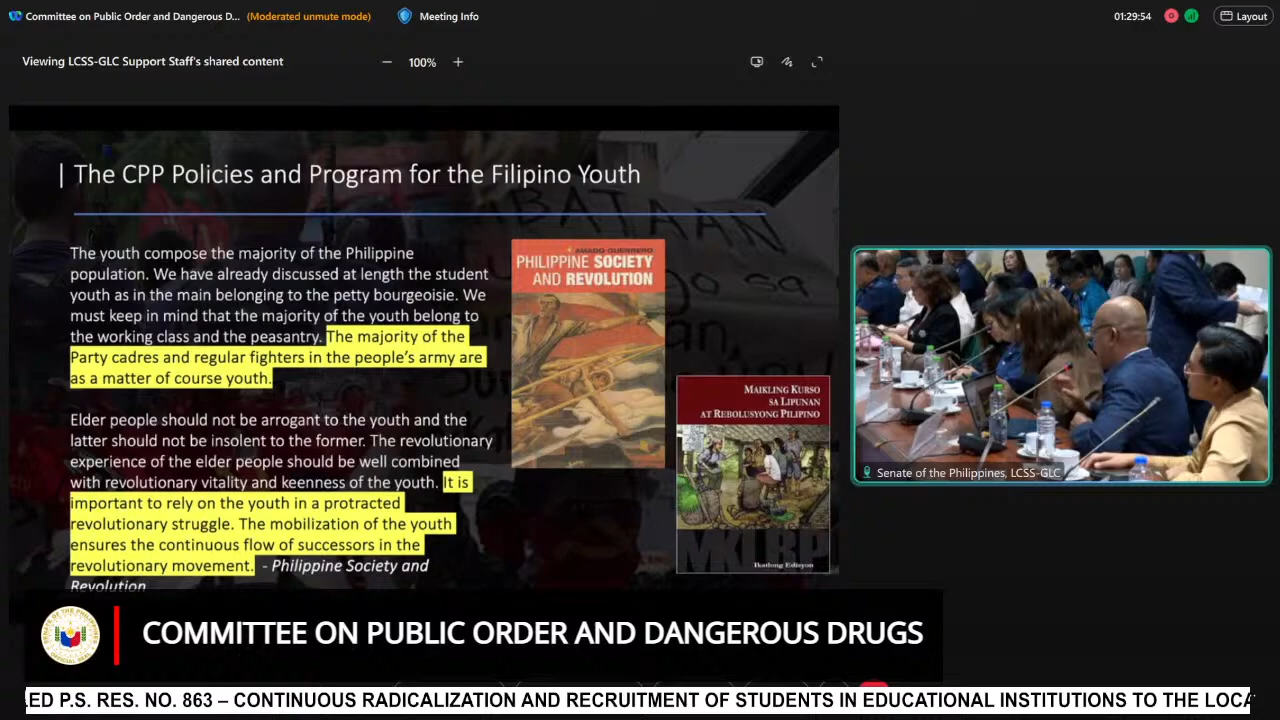 Committee on Public Order and Dangerous D... (Moderated unmute mode) Meeting Info 01:29:54 Layout
Viewing LCSS-GLC Support Staff's shared content 100%
| The CPP Policies and Program for the Filipino Youth
The youth compose the majority of the Philippine
population. We have already discussed at length the student
youth as in the main belonging to the petty bourgeoisie. We
must keep in mind that the majority of the youth belong to
the working class and the peasantry. The majority of the
Party cadres and regular fighters in the people's army are
as a matter of course youth.
Elder people should not be arrogant to the youth and the
latter should not be insolent to the former. The revolutionary
experience of the elder people should be well combined
with revolutionary vitality and keenness of the youth. It is
important to rely on the youth in a protracted
revolutionary struggle. The mobilization of the youth
ensures the continuous flow of successors in the
revolutionary movement. - Philippine Society and
Revolution
AMADO GUERRERO
PHILIPPINE SOCIETY
AND REVOLUTION
MAIKLING KURSO
SA LIPUNAN
AT REBOLUSYONG PILIPINO
MKLRP
Ikatlong Edisyon
Senate of the Philippines, LCSS-GLC
COMMITTEE ON PUBLIC ORDER AND DANGEROUS DRUGS
ED P.S. RES. NO. 863 – CONTINUOUS RADICALIZATION AND RECRUITMENT OF STUDENTS IN EDUCATIONAL INSTITUTIONS TO THE LOCA